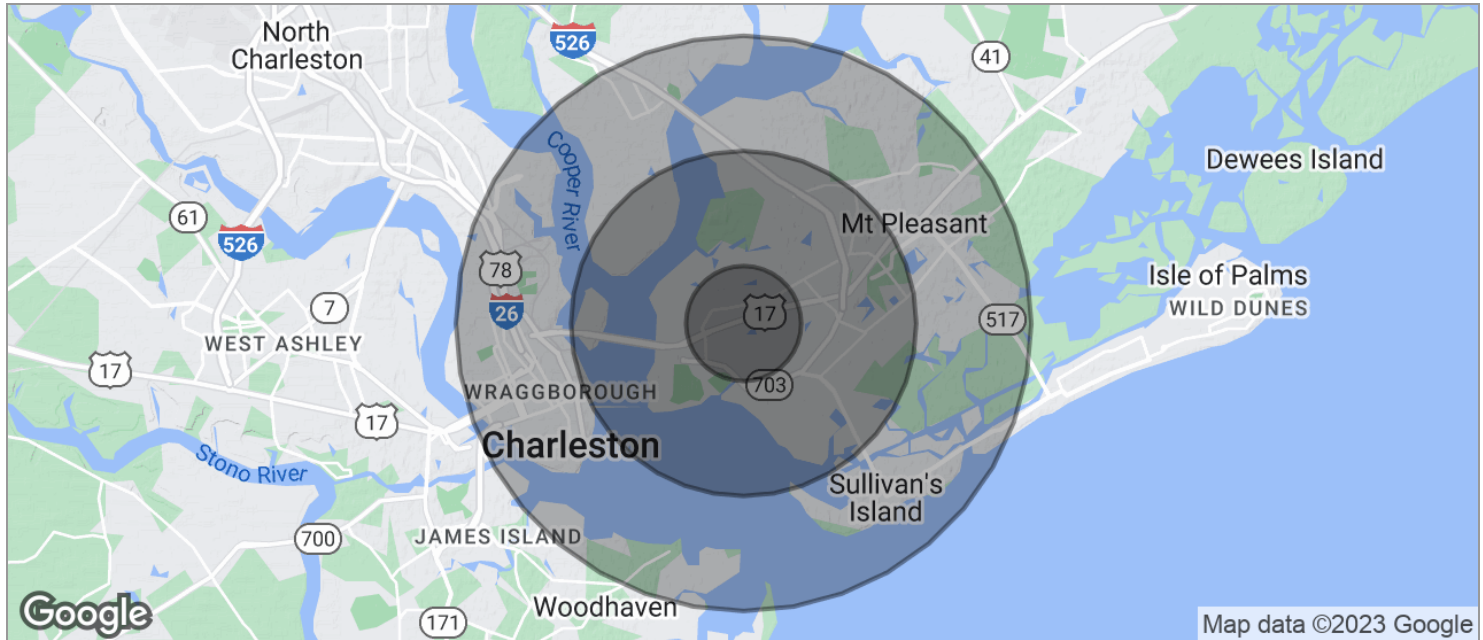 North
Charleston
526
41
Cooper River
Dewees Island
61
526
Mt Pleasant
78
26
Isle of Palms
WILD DUNES
17
7
517
WEST ASHLEY
17
703
WRAGGBOROUGH
17
Charleston
Stono River
Sullivan's
Island
700
JAMES ISLAND
Woodhaven
171
Google
Map data ©2023 Google